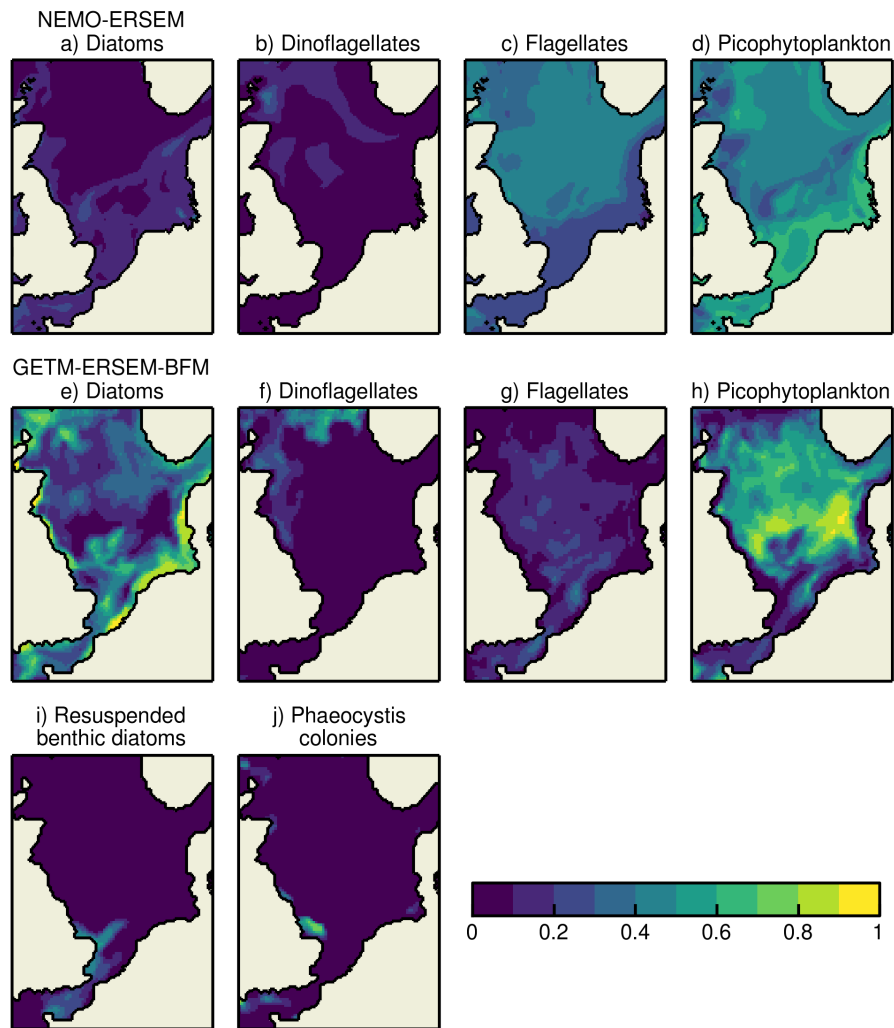 NEMO-ERSEM
a) Diatoms
b) Dinoflagellates
c) Flagellates
d) Picophytoplankton
GETM-ERSEM-BFM
e) Diatoms
f) Dinoflagellates
g) Flagellates
h) Picophytoplankton
i) Resuspended
benthic diatoms
j) Phaeocystis
colonies
0 0.2 0.4 0.6 0.8 1